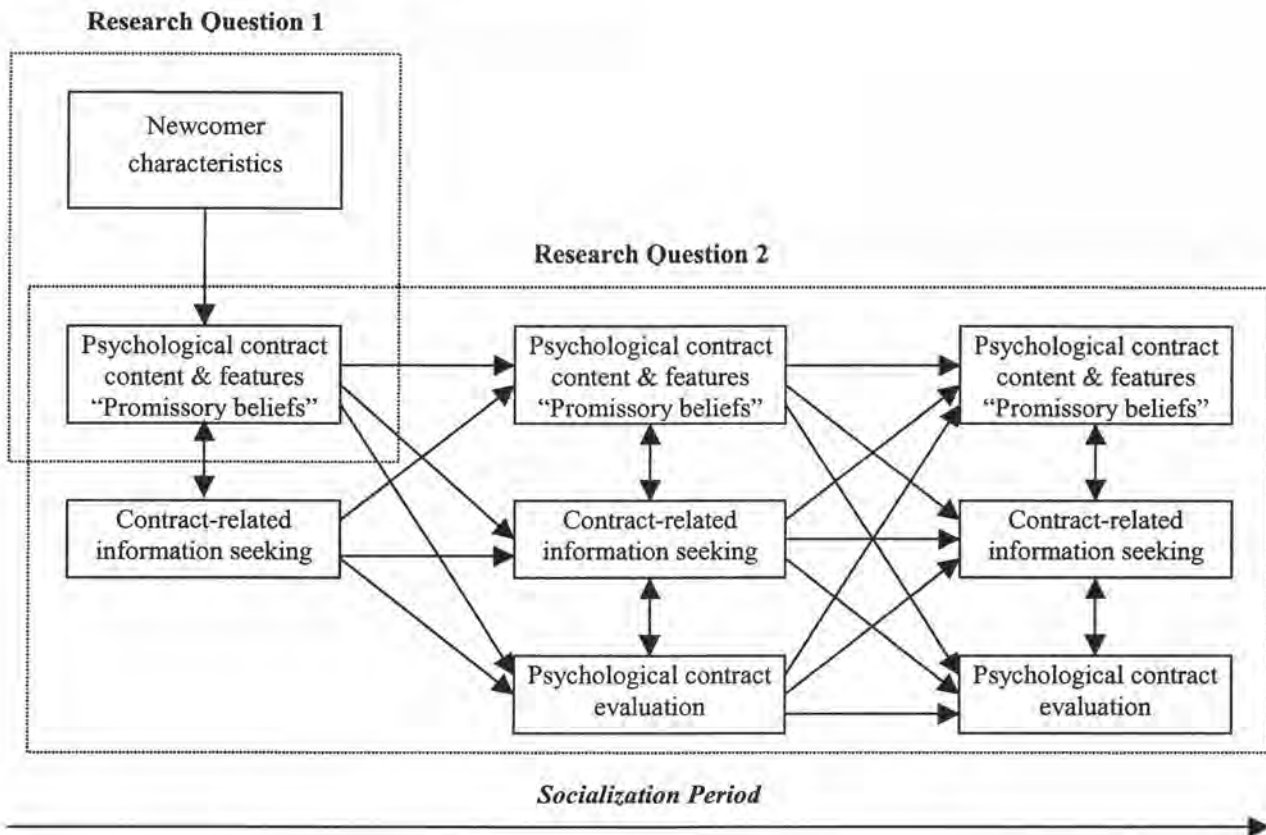 Research Question 1
Newcomer
characteristics
Research Question 2
Psychological contract
content & features
“Promissory beliefs”
Psychological contract
content & features
“Promissory beliefs”
Psychological contract
content & features
“Promissory beliefs”
Contract-related
information seeking
Contract-related
information seeking
Contract-related
information seeking
Psychological contract
evaluation
Psychological contract
evaluation
Socialization Period